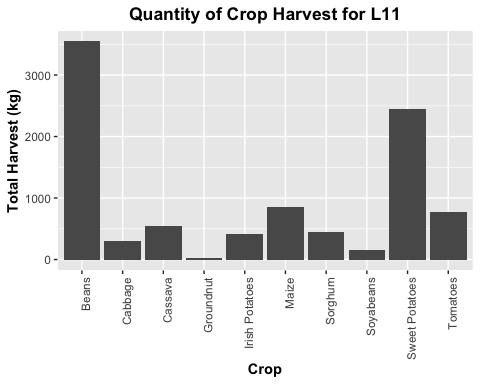 Quantity of Crop Harvest for L11
Total Harvest (kg)
3000
2000
1000
0
Beans
Cabbage
Cassava
Groundnut
Irish Potatoes
Maize
Sorghum
Soyabeans
Sweet Potatoes
Tomatoes
Crop